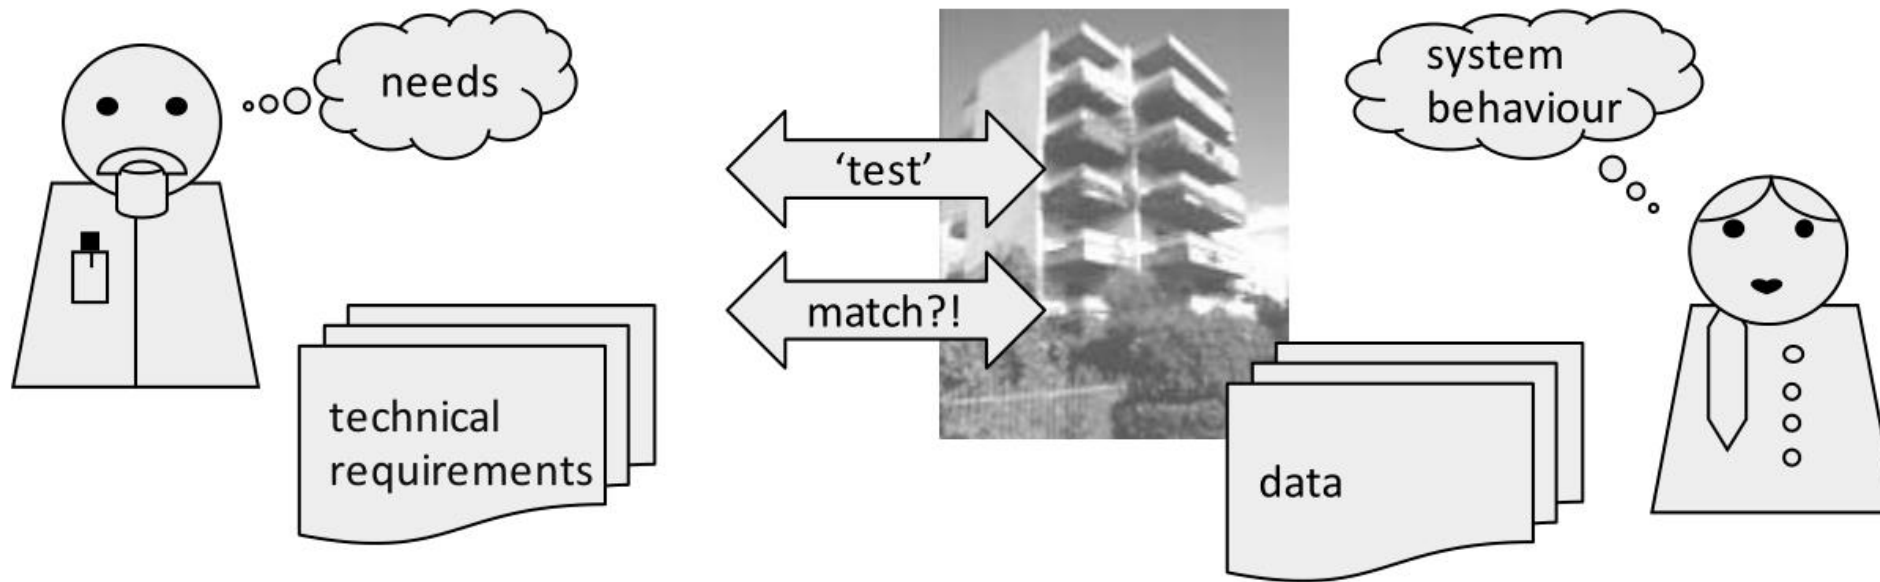 needs
system
behaviour
‘test’
match?!
technical
requirements
data